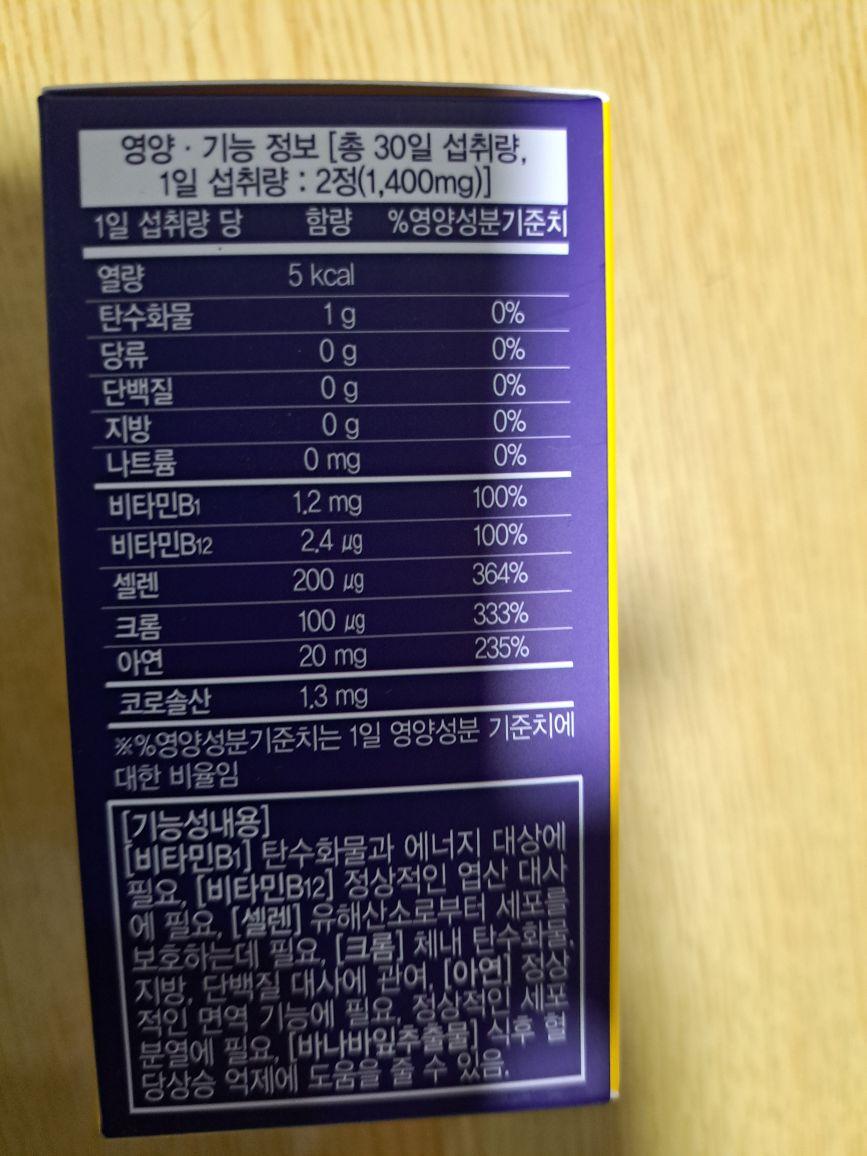 영양 · 기능 정보 [총 30일 섭취량,
1일 섭취량 : 2정(1,400mg)]
1일 섭취량 당 함량 %영양성분기준치
열량 5 kcal
탄수화물 1 g 0%
당류 0 g 0%
단백질 0 g 0%
지방 0 g 0%
나트륨 0 mg 0%
비타민B1 1.2 mg 100%
비타민B12 2.4 μg 100%
셀렌 200 μg 364%
크롬 100 μg 333%
아연 20 mg 235%
코로솔산 1.3 mg
※%영양성분기준치는 1일 영양성분 기준치에
대한 비율임
[기능성내용]
[비타민B1] 탄수화물과 에너지 대상에
필요, [비타민B12] 정상적인 엽산 대사
에 필요, [셀렌] 유해산소로부터 세포를
보호하는데 필요, [크롬] 체내 탄수화물,
지방, 단백질 대사에 관여, [아연] 정상
적인 면역 기능에 필요, 정상적인 세포
분열에 필요, [바나바잎추출물] 식후 혈
당상승 억제에 도움을 줄 수 있음.